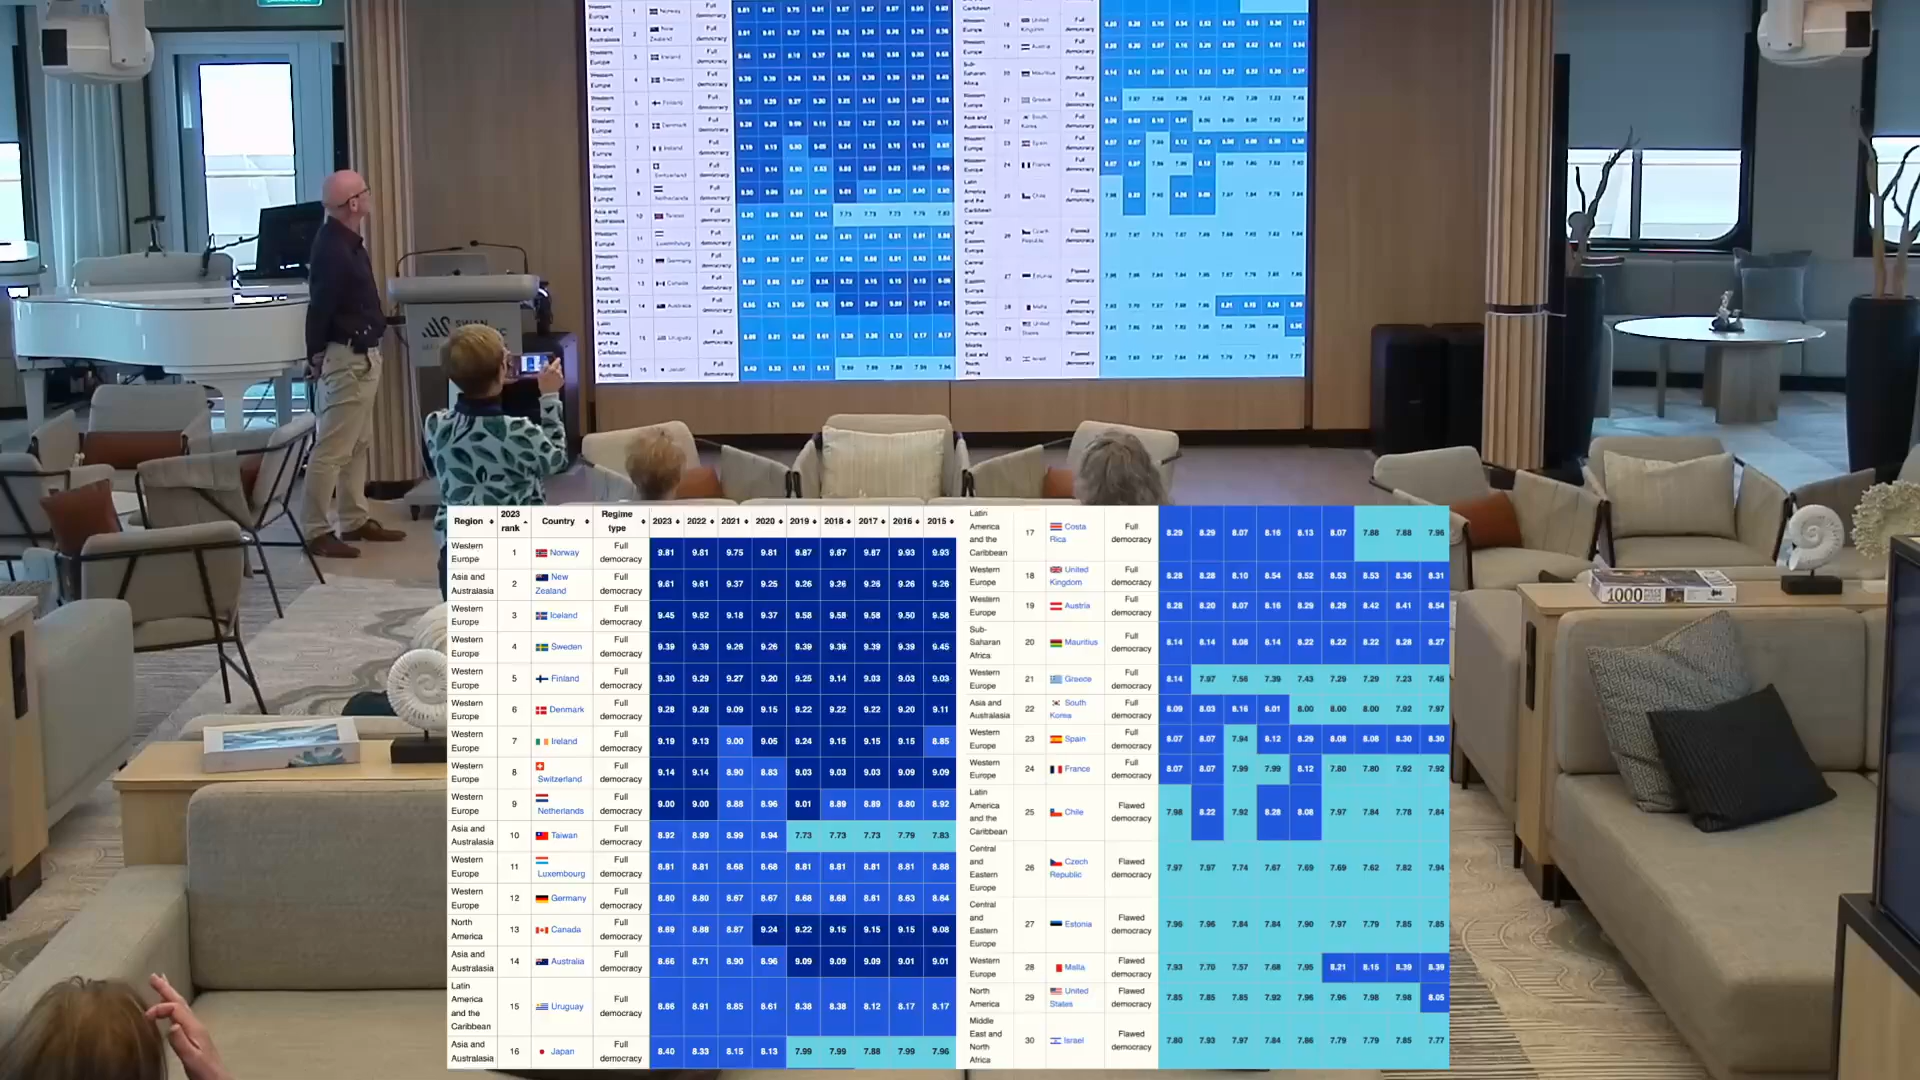 Region 2023 rank Country Regime type 2023 2022 2021 2020 2019 2018 2017 2016 2015
Western Europe 1 Norway Full democracy 9.81 9.81 9.75 9.81 9.87 9.87 9.87 9.93 9.93
Asia and Australasia 2 New Zealand Full democracy 9.61 9.61 9.37 9.25 9.26 9.26 9.26 9.26 9.26
Western Europe 3 Iceland Full democracy 9.45 9.52 9.18 9.37 9.58 9.58 9.58 9.50 9.58
Western Europe 4 Sweden Full democracy 9.39 9.39 9.26 9.26 9.39 9.39 9.39 9.39 9.45
Western Europe 5 Finland Full democracy 9.30 9.29 9.27 9.20 9.25 9.14 9.03 9.03 9.03
Western Europe 6 Denmark Full democracy 9.28 9.28 9.09 9.15 9.22 9.22 9.22 9.20 9.11
Western Europe 7 Ireland Full democracy 9.19 9.13 9.00 9.05 9.24 9.15 9.15 9.15 8.85
Western Europe 8 Switzerland Full democracy 9.14 9.14 8.90 8.83 9.03 9.03 9.03 9.09 9.09
Western Europe 9 Netherlands Full democracy 9.00 9.00 8.88 8.96 9.01 8.89 8.89 8.80 8.92
Asia and Australasia 10 Taiwan Full democracy 8.92 8.99 8.99 8.94 7.73 7.73 7.73 7.79 7.83
Western Europe 11 Luxembourg Full democracy 8.81 8.81 8.68 8.68 8.81 8.81 8.81 8.81 8.88
Western Europe 12 Germany Full democracy 8.80 8.80 8.67 8.67 8.68 8.68 8.61 8.63 8.64
North America 13 Canada Full democracy 8.69 8.88 8.87 9.24 9.22 9.15 9.15 9.15 9.08
Asia and Australasia 14 Australia Full democracy 8.66 8.71 8.90 8.96 9.09 9.09 9.09 9.01 9.01
Latin America and the Caribbean 15 Uruguay Full democracy 8.66 8.91 8.85 8.61 8.38 8.38 8.12 8.17 8.17
Asia and Australasia 16 Japan Full democracy 8.40 8.33 8.15 8.13 7.99 7.99 7.88 7.99 7.96
Latin America and the Caribbean 17 Costa Rica Full democracy 8.29 8.29 8.07 8.16 8.13 8.07 7.88 7.88 7.96
Western Europe 18 United Kingdom Full democracy 8.28 8.28 8.10 8.54 8.52 8.53 8.53 8.36 8.31
Western Europe 19 Austria Full democracy 8.28 8.20 8.07 8.16 8.29 8.29 8.42 8.41 8.54
Sub-Saharan Africa 20 Mauritius Full democracy 8.14 8.14 8.08 8.14 8.22 8.22 8.22 8.28 8.27
Western Europe 21 Greece Full democracy 8.14 7.97 7.56 7.39 7.43 7.29 7.29 7.23 7.45
Asia and Australasia 22 South Korea Full democracy 8.09 8.03 8.16 8.01 8.00 8.00 8.00 7.92 7.97
Western Europe 23 Spain Full democracy 8.07 8.07 7.94 8.12 8.29 8.08 8.08 8.30 8.30
Western Europe 24 France Full democracy 8.07 8.07 7.99 7.99 8.12 7.80 7.80 7.92 7.92
Latin America and the Caribbean 25 Chile Flawed democracy 7.98 8.22 7.92 8.28 8.08 7.97 7.84 7.78 7.84
Central and Eastern Europe 26 Czech Republic Flawed democracy 7.97 7.97 7.74 7.67 7.69 7.69 7.62 7.82 7.94
Central and Eastern Europe 27 Estonia Flawed democracy 7.96 7.96 7.84 7.84 7.90 7.97 7.79 7.85 7.85
Western Europe 28 Malta Flawed democracy 7.93 7.70 7.57 7.68 7.95 8.21 8.15 8.39 8.39
North America 29 United States Flawed democracy 7.85 7.85 7.85 7.92 7.96 7.96 7.98 7.98 8.05
Middle East and North Africa 30 Israel Flawed democracy 7.80 7.93 7.97 7.84 7.86 7.79 7.79 7.85 7.77
SWAN
1000